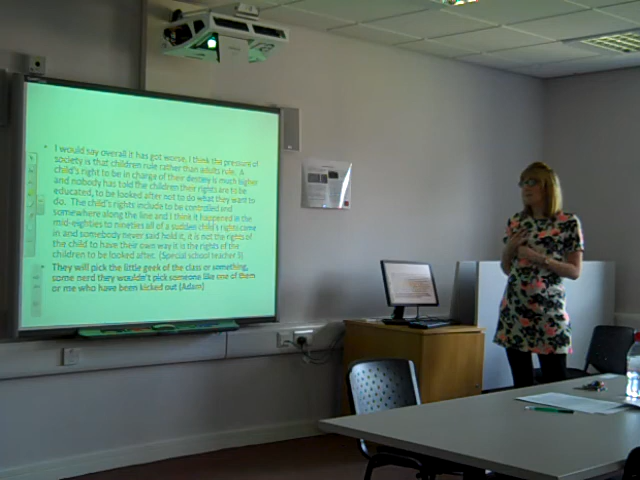 • I would say overall it has got worse, I think the pressure of
society is that children rule rather than adults rule. A
child's right to be in charge of their destiny is much higher
and nobody has told the children their rights are to be
educated, to be looked after not to do what they want to
do. The child's rights include to be controlled and
somewhere along the line and I think it happened in the
mid-eighties to nineties all of a sudden child's rights came
in and somebody never said hold it, it is not the rights of
the child to have their own way it is the rights of the
children to be looked after. (Special school teacher
• They will pick the little geek of the class or something,
some nerd they wouldn't pick someone like one of them
or me who have been kicked out (Adam)